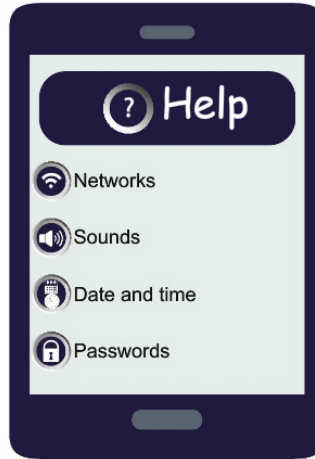 ? Help
Networks
Sounds
Date and time
Passwords